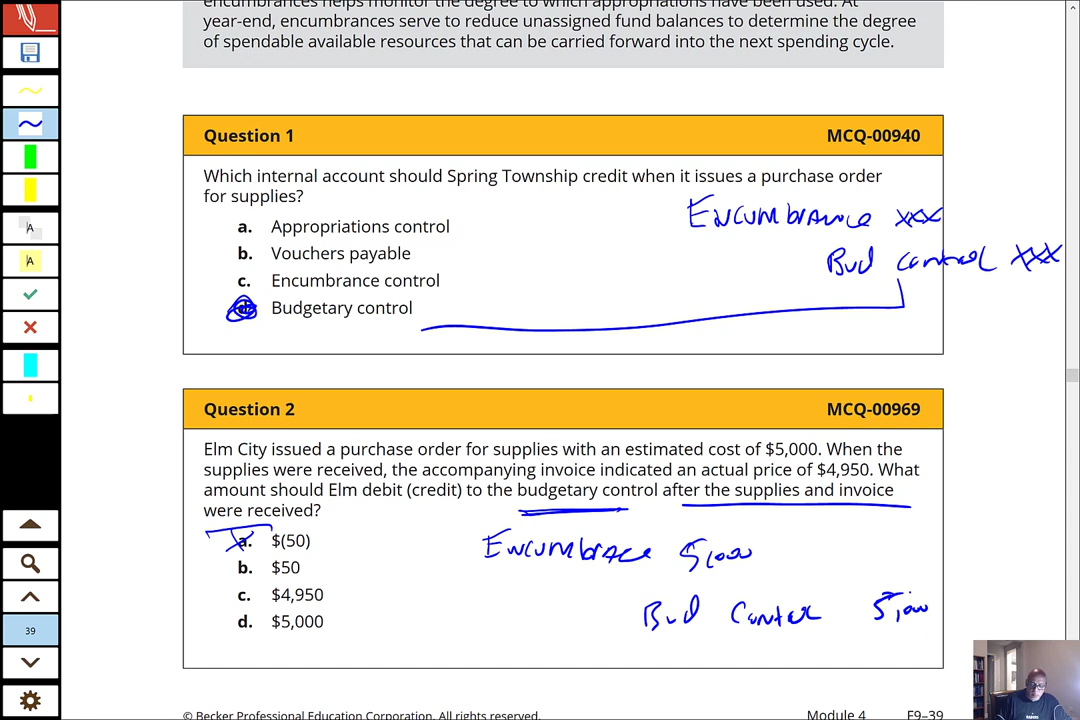 encumbrances helps monitor the degree to which appropriations have been used. At
year-end, encumbrances serve to reduce unassigned fund balances to determine the degree
of spendable available resources that can be carried forward into the next spending cycle.
Question 1 MCQ-00940
Which internal account should Spring Township credit when it issues a purchase order
for supplies?
Encumbrance xxx
a. Appropriations control
b. Vouchers payable
Bud control XXX
c. Encumbrance control
d. Budgetary control
Question 2 MCQ-00969
Elm City issued a purchase order for supplies with an estimated cost of $5,000. When the
supplies were received, the accompanying invoice indicated an actual price of $4,950. What
amount should Elm debit (credit) to the budgetary control after the supplies and invoice
were received?
a. $(50)
Encumbrace 5,000
b. $50
c. $4,950
Bud Control 5,000
d. $5,000
39
© Becker Professional Education Corporation. All rights reserved. Module 4 F9–39
A
A